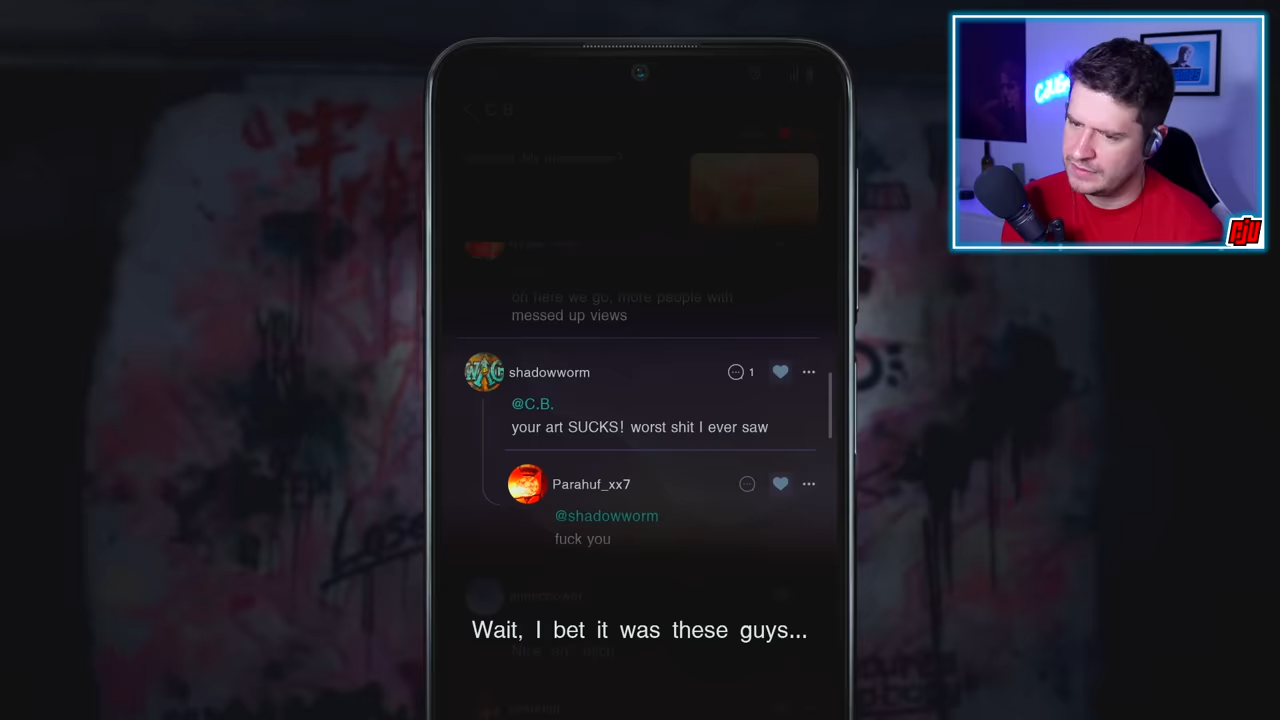 C.B
oh here we go, more people with
messed up views
shadowworm
1
@C.B.
your art SUCKS! worst shit I ever saw
Parahuf_xx7
@shadowworm
fuck you
Wait, I bet it was these guys...
CJU